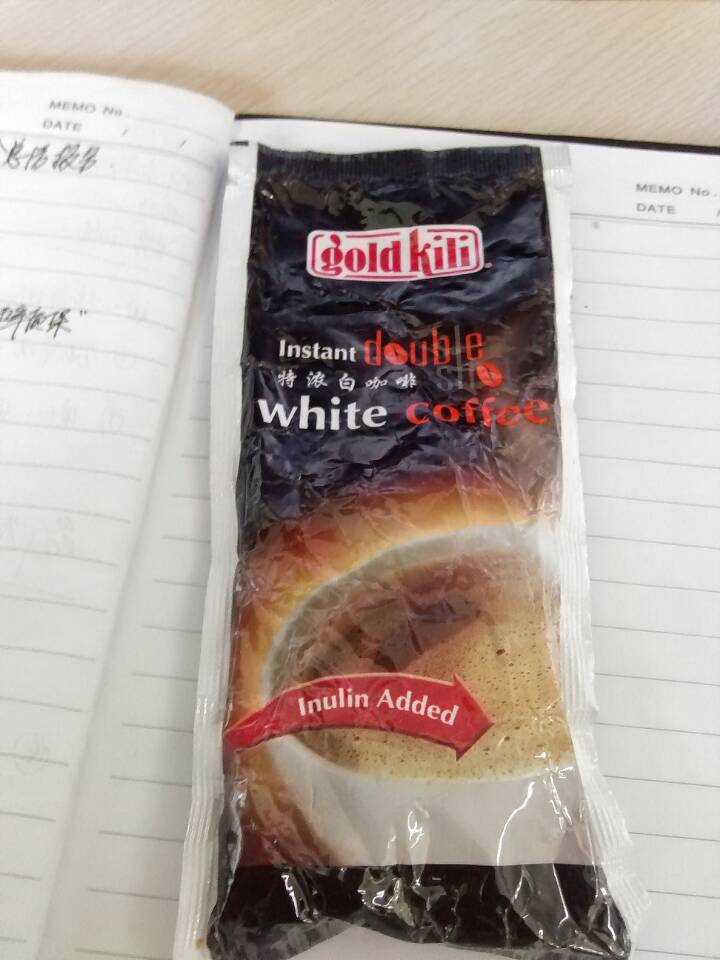 MEMO No.
DATE / /
gold kili
Instant double
shot
特浓白咖啡
white coffee
Inulin Added
MEMO No.
DATE /